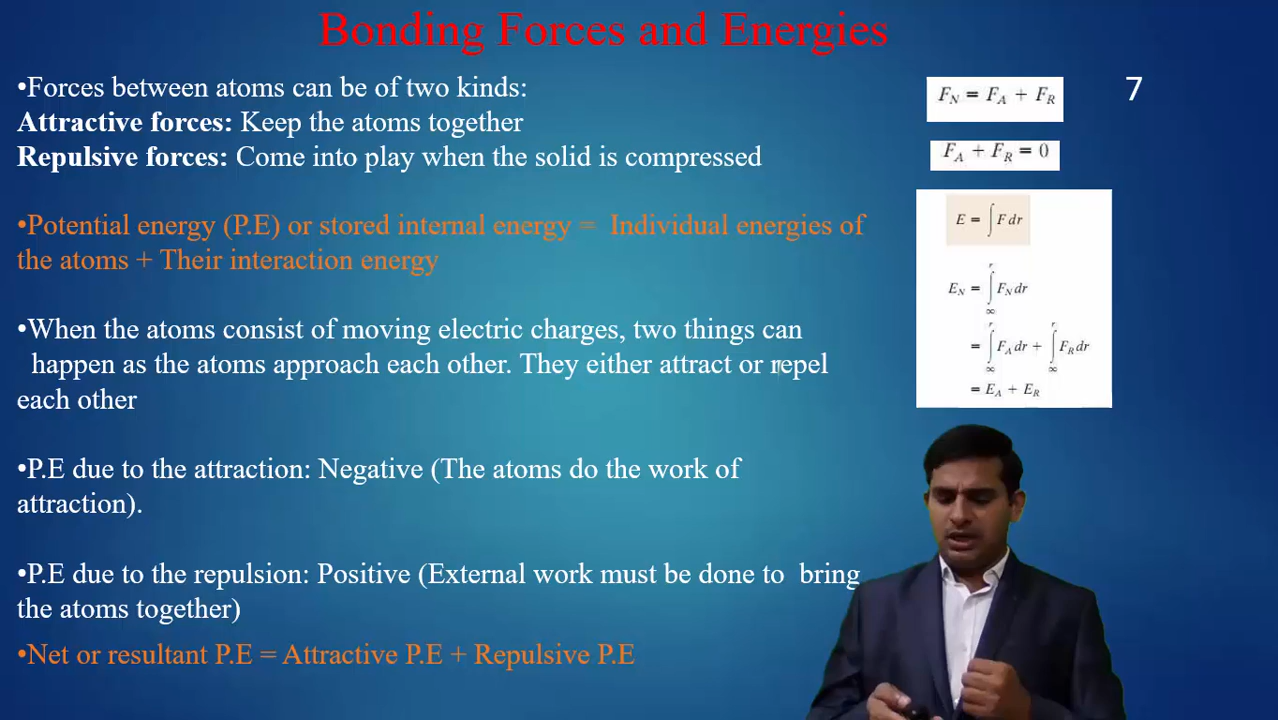 Bonding Forces and Energies
•Forces between atoms can be of two kinds:
Attractive forces: Keep the atoms together
Repulsive forces: Come into play when the solid is compressed
•Potential energy (P.E) or stored internal energy = Individual energies of
the atoms + Their interaction energy
•When the atoms consist of moving electric charges, two things can
happen as the atoms approach each other. They either attract or repel
each other
•P.E due to the attraction: Negative (The atoms do the work of
attraction).
•P.E due to the repulsion: Positive (External work must be done to bring
the atoms together)
•Net or resultant P.E = Attractive P.E + Repulsive P.E
7
F_N = F_A + F_R
F_A + F_R = 0
E = ∫ F dr
E_N = ∫_∞^r F_N dr
= ∫_∞^r F_A dr + ∫_∞^r F_R dr
= E_A + E_R